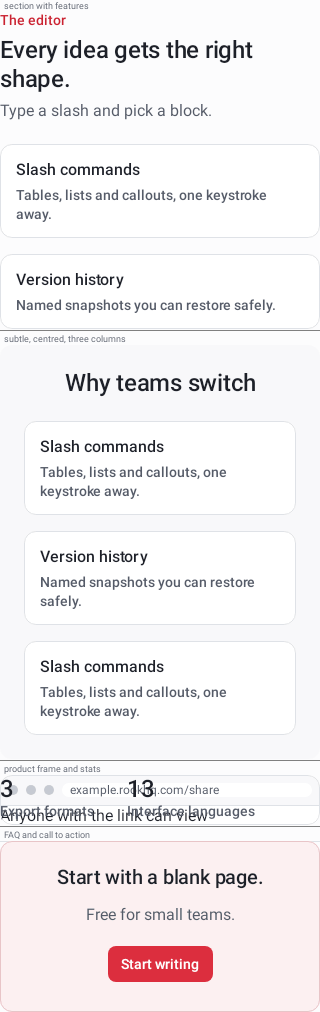 section with features
The editor
Every idea gets the right
shape.
Type a slash and pick a block.
Slash commands
Tables, lists and callouts, one keystroke
away.
Version history
Named snapshots you can restore safely.
subtle, centred, three columns
Why teams switch
Slash commands
Tables, lists and callouts, one
keystroke away.
Version history
Named snapshots you can restore
safely.
Slash commands
Tables, lists and callouts, one
keystroke away.
product frame and stats
3
13
Export formats
Interface languages
Anyone with the link can view
FAQ and call to action
Start with a blank page.
Free for small teams.
Start writing